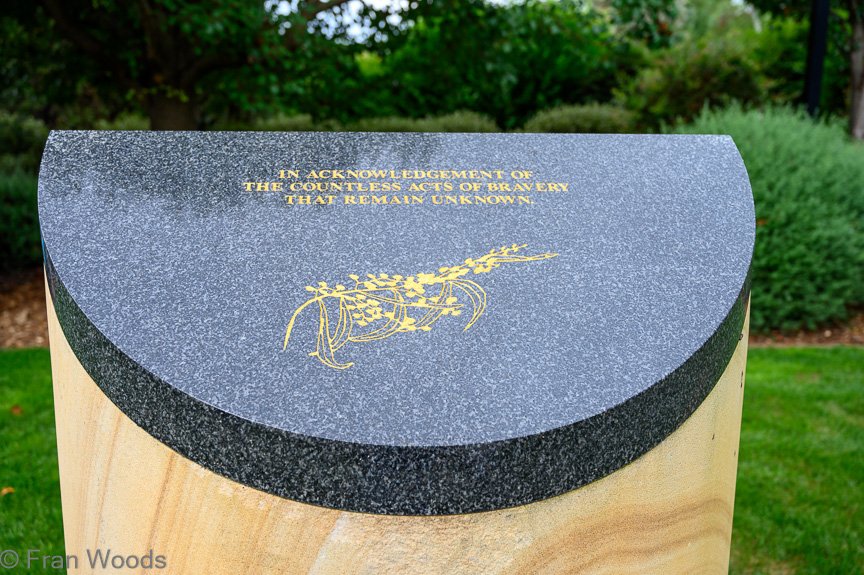 IN ACKNOWLEDGEMENT OF
THE COUNTLESS ACTS OF BRAVERY
THAT REMAIN UNKNOWN.
© Fran Woods